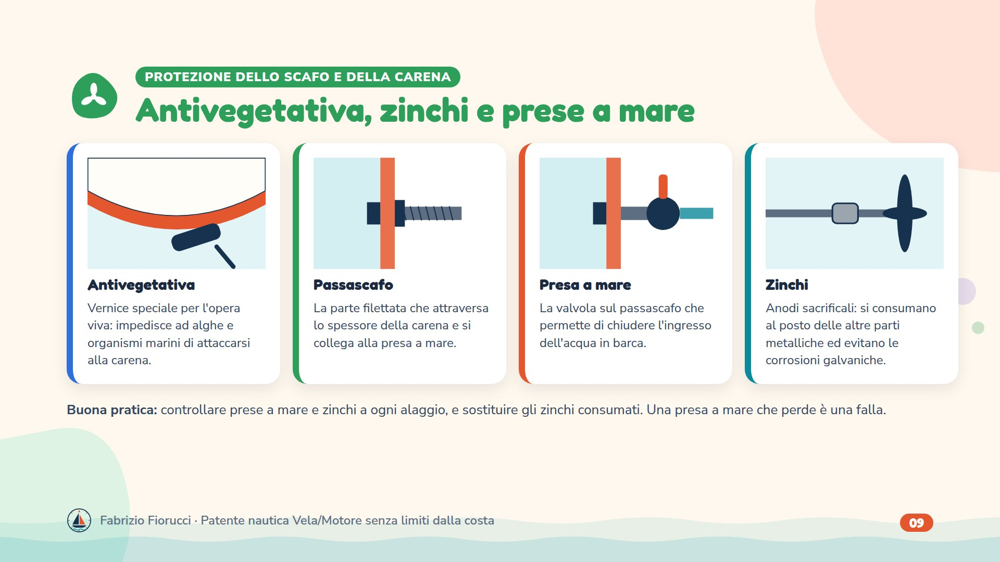 PROTEZIONE DELLO SCAFO E DELLA CARENA
Antivegetativa, zinchi e prese a mare
Antivegetativa
Vernice speciale per l'opera
viva: impedisce ad alghe e
organismi marini di attaccarsi
alla carena.
Passascafo
La parte filettata che attraversa
lo spessore della carena e si
collega alla presa a mare.
Presa a mare
La valvola sul passascafo che
permette di chiudere l'ingresso
dell'acqua in barca.
Zinchi
Anodi sacrificali: si consumano
al posto delle altre parti
metalliche ed evitano le
corrosioni galvaniche.
Buona pratica: controllare prese a mare e zinchi a ogni alaggio, e sostituire gli zinchi consumati. Una presa a mare che perde è una falla.
Fabrizio Fiorucci · Patente nautica Vela/Motore senza limiti dalla costa
09